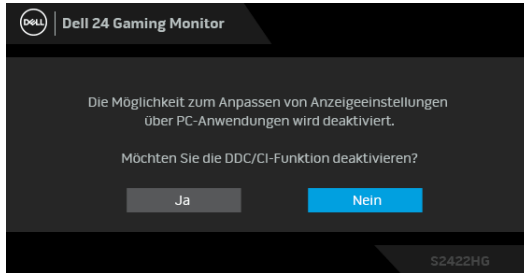 DELL
Dell 24 Gaming Monitor
Die Möglichkeit zum Anpassen von Anzeigeeinstellungen
über PC-Anwendungen wird deaktiviert.
Möchten Sie die DDC/CI-Funktion deaktivieren?
Ja
Nein
S2422HG